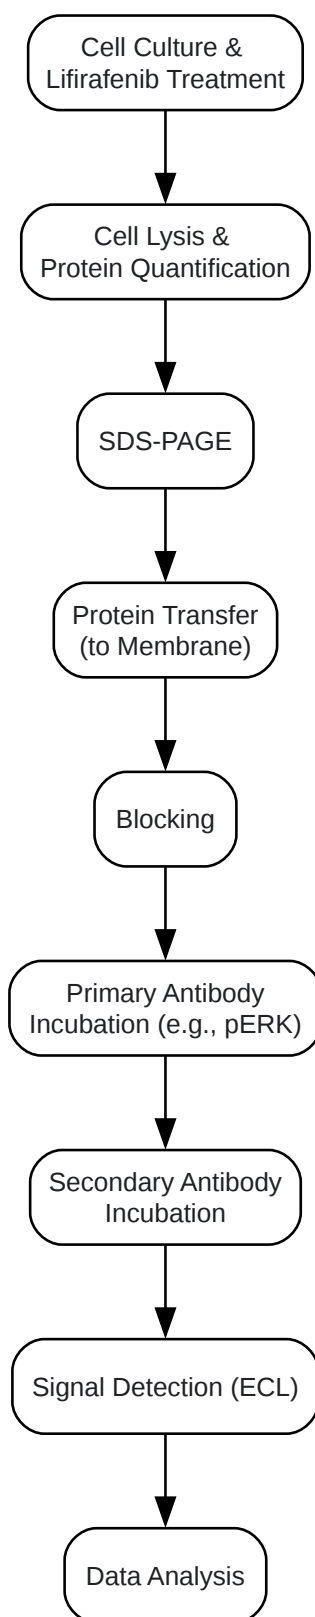 Cell Culture &
Lifirafenib Treatment
Cell Lysis &
Protein Quantification
SDS-PAGE
Protein Transfer
(to Membrane)
Blocking
Primary Antibody
Incubation (e.g., pERK)
Secondary Antibody
Incubation
Signal Detection (ECL)
Data Analysis